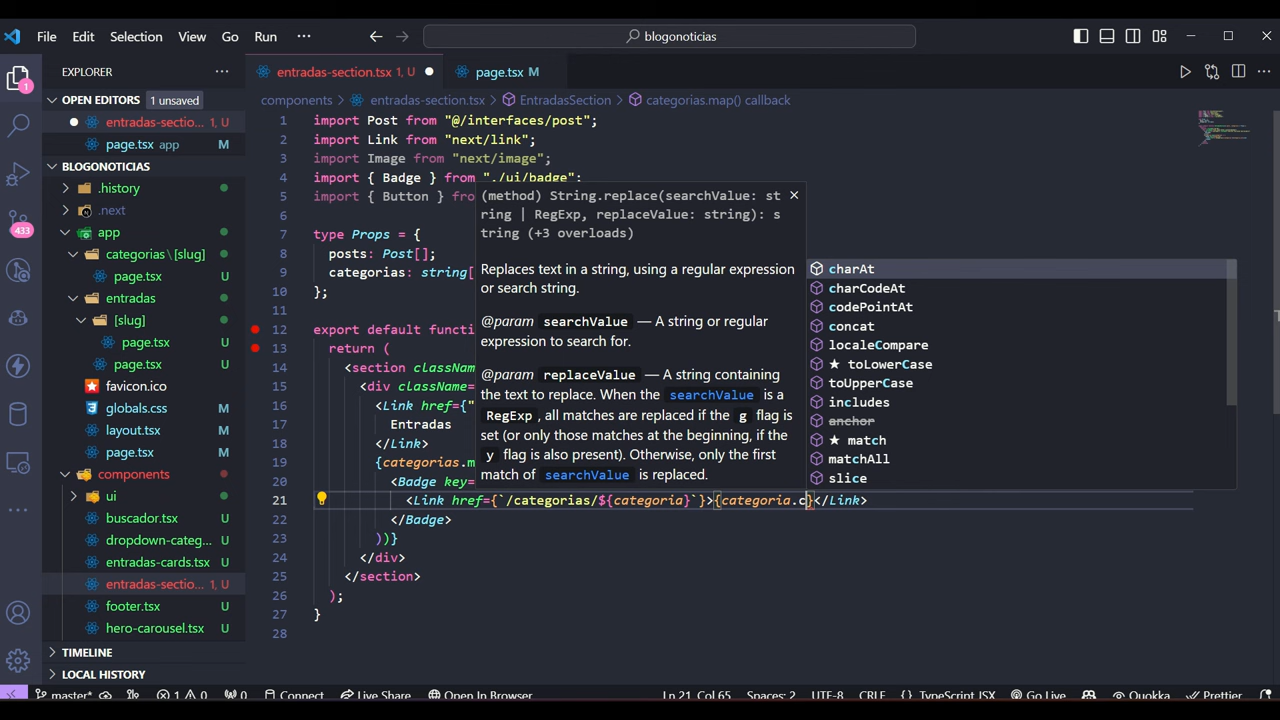 File Edit Selection View Go Run ··· blogonoticias
EXPLORER ···
OPEN EDITORS 1 unsaved
entradas-sectio... 1, U
page.tsx app M
BLOGONOTICIAS
.history
.next
app
categorias\[slug]
page.tsx U
entradas
[slug]
page.tsx U
page.tsx U
favicon.ico
globals.css M
layout.tsx M
page.tsx M
components
ui
buscador.tsx U
dropdown-categ... U
entradas-cards.tsx U
entradas-sectio... 1, U
footer.tsx U
hero-carousel.tsx U
TIMELINE
LOCAL HISTORY
1
433
entradas-section.tsx 1, U page.tsx M
components > entradas-section.tsx > EntradasSection > categorias.map() callback
1 import Post from "@/interfaces/post";
2 import Link from "next/link";
3 import Image from "next/image";
4 import { Badge } from "./ui/badge";
5 import { Button } fro
6
7 type Props = {
8 posts: Post[];
9 categorias: string[
10 };
11
12 export default functi
13 return (
14 <section classNam
15 <div className=
16 <Link href={"
17 Entradas
18 </Link>
19 {categorias.m
20 <Badge key=
21 <Link href={`/categorias/${categoria}`}>{categoria.c}</Link>
22 </Badge>
23 ))}
24 </div>
25 </section>
26 );
27 }
28
(method) String.replace(searchValue: st
ring | RegExp, replaceValue: string): s
tring (+3 overloads)
Replaces text in a string, using a regular expression
or search string.
@param searchValue — A string or regular
expression to search for.
@param replaceValue — A string containing
the text to replace. When the searchValue is a
RegExp, all matches are replaced if the g flag is
set (or only those matches at the beginning, if the
y flag is also present). Otherwise, only the first
match of searchValue is replaced.
charAt
charCodeAt
codePointAt
concat
localeCompare
★ toLowerCase
toUpperCase
includes
anchor
★ match
matchAll
slice
master* 1 0 0 Connect Live Share Open In Browser Ln 21, Col 65 Spaces: 2 UTF-8 CRLF {} TypeScript JSX Go Live Quokka Prettier